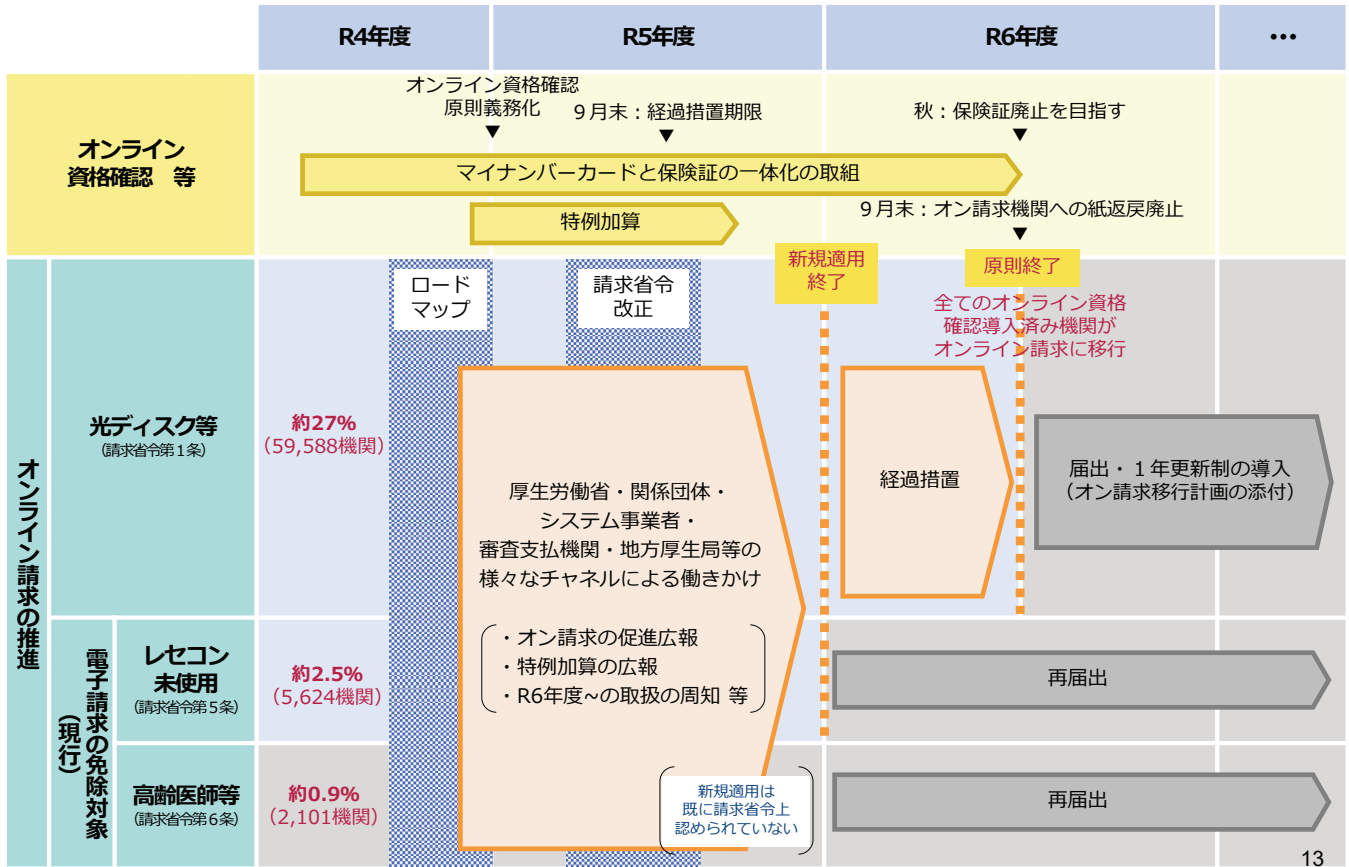 R4年度
R5年度
R6年度
…
オンライン
資格確認　等
オンライン資格確認
原則義務化
９月末：経過措置期限
秋：保険証廃止を目指す
マイナンバーカードと保険証の一体化の取組
特例加算
９月末：オン請求機関への紙返戻廃止
オンライン請求の推進
ロード
マップ
請求省令
改正
新規適用
終了
原則終了
全てのオンライン資格
確認導入済み機関が
オンライン請求に移行
光ディスク等
(請求省令第１条)
約27%
(59,588機関)
厚生労働省・関係団体・
システム事業者・
審査支払機関・地方厚生局等の
様々なチャネルによる働きかけ
・オン請求の促進広報
・特例加算の広報
・R6年度~の取扱の周知 等
経過措置
届出・１年更新制の導入
（オン請求移行計画の添付）
電子請求の免除対象
(現行)
レセコン
未使用
(請求省令第５条)
約2.5%
(5,624機関)
再届出
高齢医師等
(請求省令第６条)
約0.9%
(2,101機関)
新規適用は
既に請求省令上
認められていない
再届出
13